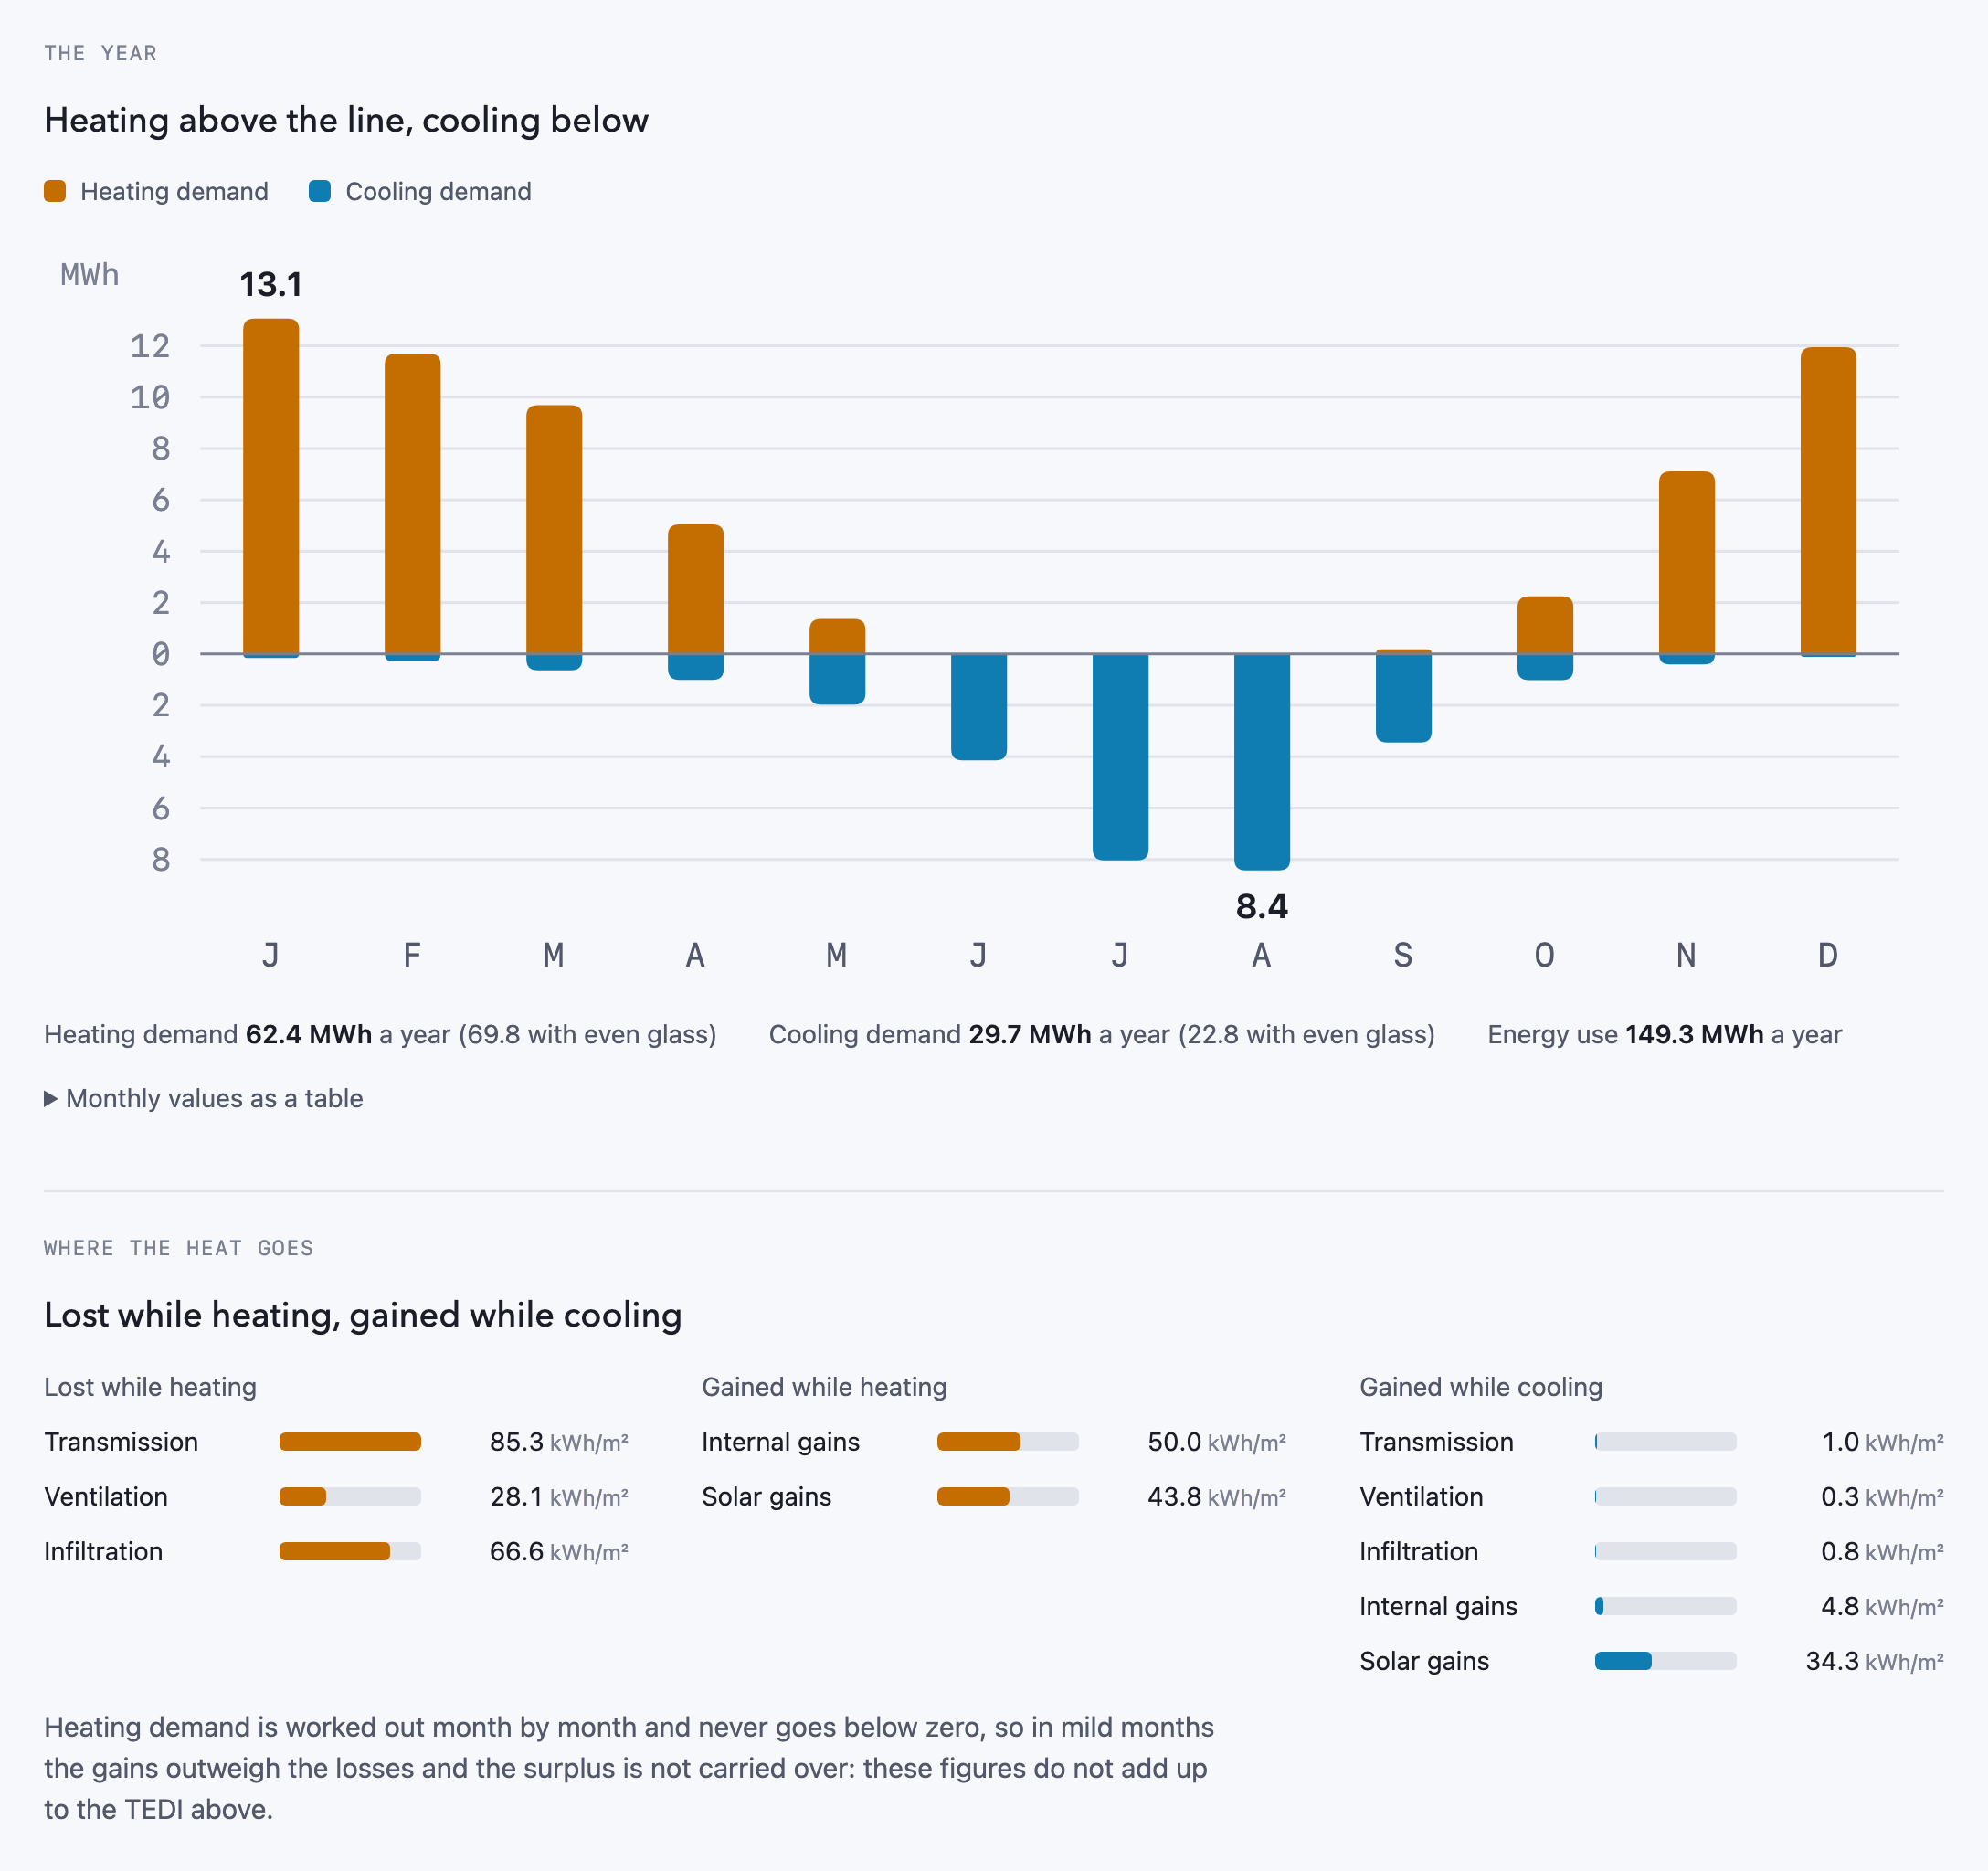 THE YEAR
Heating above the line, cooling below
Heating demand
Cooling demand
MWh
13.1
12
10
8
6
4
2
0
2
4
6
8
8.4
J F M A M J J A S O N D
Heating demand 62.4 MWh a year (69.8 with even glass) Cooling demand 29.7 MWh a year (22.8 with even glass) Energy use 149.3 MWh a year
Monthly values as a table
WHERE THE HEAT GOES
Lost while heating, gained while cooling
Lost while heating
Transmission 85.3 kWh/m²
Ventilation 28.1 kWh/m²
Infiltration 66.6 kWh/m²
Gained while heating
Internal gains 50.0 kWh/m²
Solar gains 43.8 kWh/m²
Gained while cooling
Transmission 1.0 kWh/m²
Ventilation 0.3 kWh/m²
Infiltration 0.8 kWh/m²
Internal gains 4.8 kWh/m²
Solar gains 34.3 kWh/m²
Heating demand is worked out month by month and never goes below zero, so in mild months
the gains outweigh the losses and the surplus is not carried over: these figures do not add up
to the TEDI above.